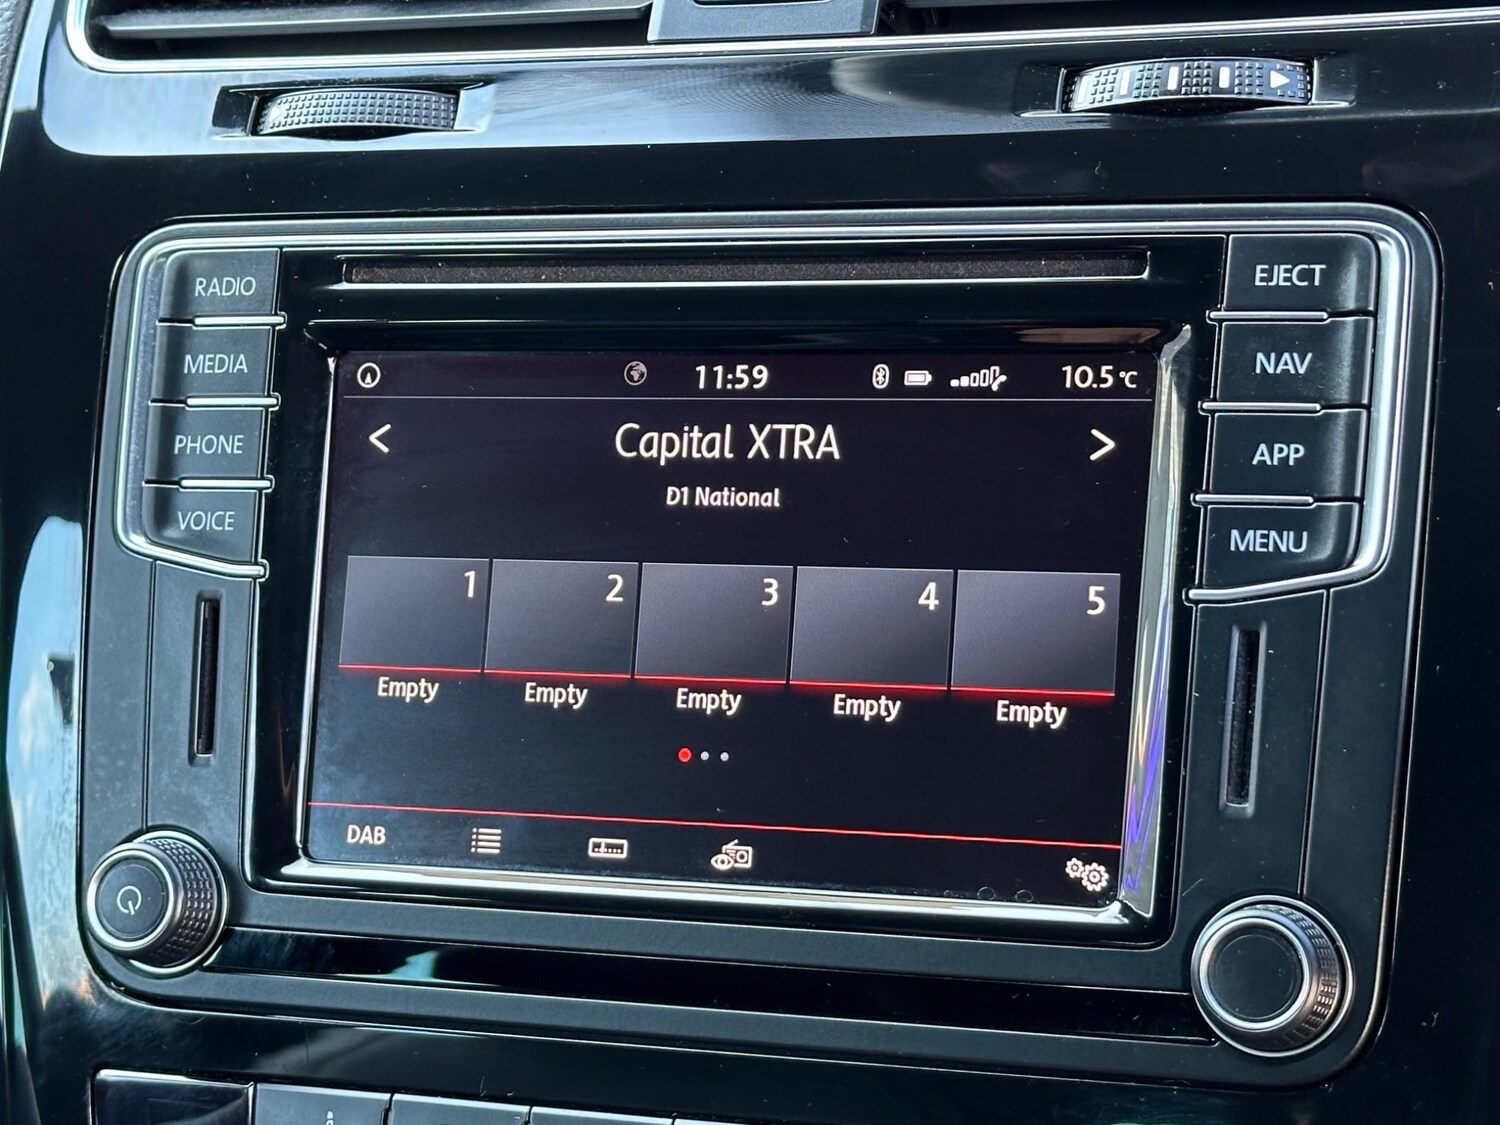 RADIO
MEDIA
PHONE
VOICE
EJECT
NAV
APP
MENU
11:59
10.5 °C
< Capital XTRA >
D1 National
1 2 3 4 5
Empty Empty Empty Empty Empty
DAB